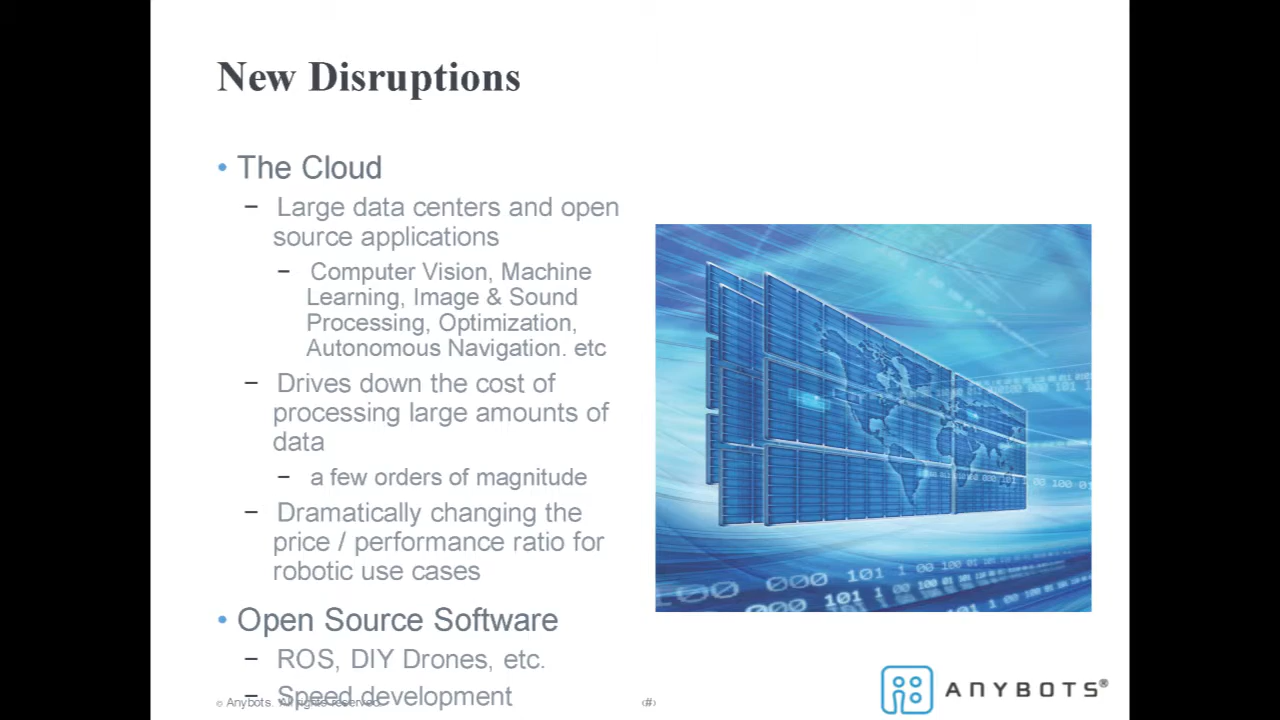 New Disruptions
• The Cloud
– Large data centers and open
source applications
– Computer Vision, Machine
Learning, Image & Sound
Processing, Optimization,
Autonomous Navigation. etc
– Drives down the cost of
processing large amounts of
data
– a few orders of magnitude
– Dramatically changing the
price / performance ratio for
robotic use cases
• Open Source Software
– ROS, DIY Drones, etc.
– Speed development
© Anybots. All rights reserved.
ANYBOTS®